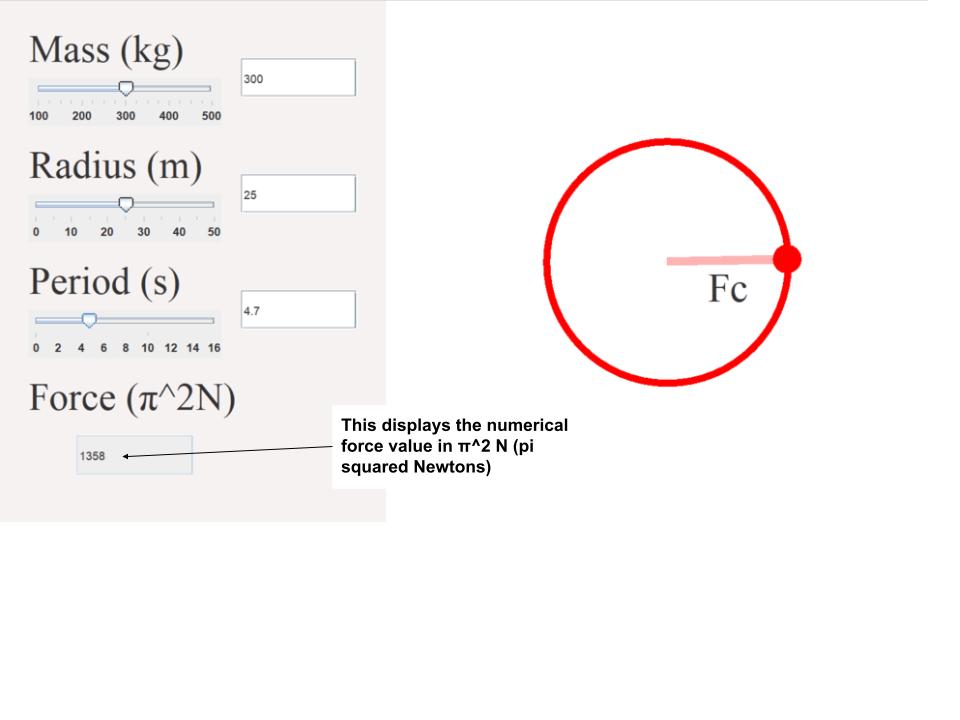 Mass (kg)
300
100 200 300 400 500
Radius (m)
25
0 10 20 30 40 50
Period (s)
4.7
0 2 4 6 8 10 12 14 16
Force (π^2N)
1358
This displays the numerical
force value in π^2 N (pi
squared Newtons)
Fc